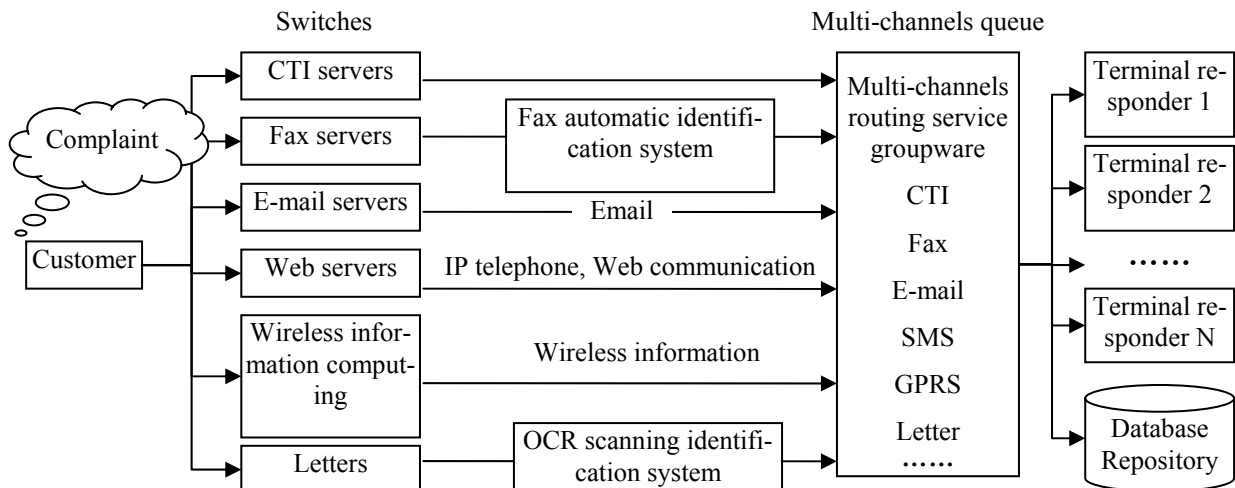 Switches
Multi-channels queue
Complaint
Customer
CTI servers
Fax servers
E-mail servers
Web servers
Wireless infor-
mation comput-
ing
Letters
Fax automatic identifi-
cation system
Email
IP telephone, Web communication
Wireless information
OCR scanning identifi-
cation system
Multi-channels
routing service
groupware
CTI
Fax
E-mail
SMS
GPRS
Letter
……
Terminal re-
sponder 1
Terminal re-
sponder 2
……
Terminal re-
sponder N
Database
Repository